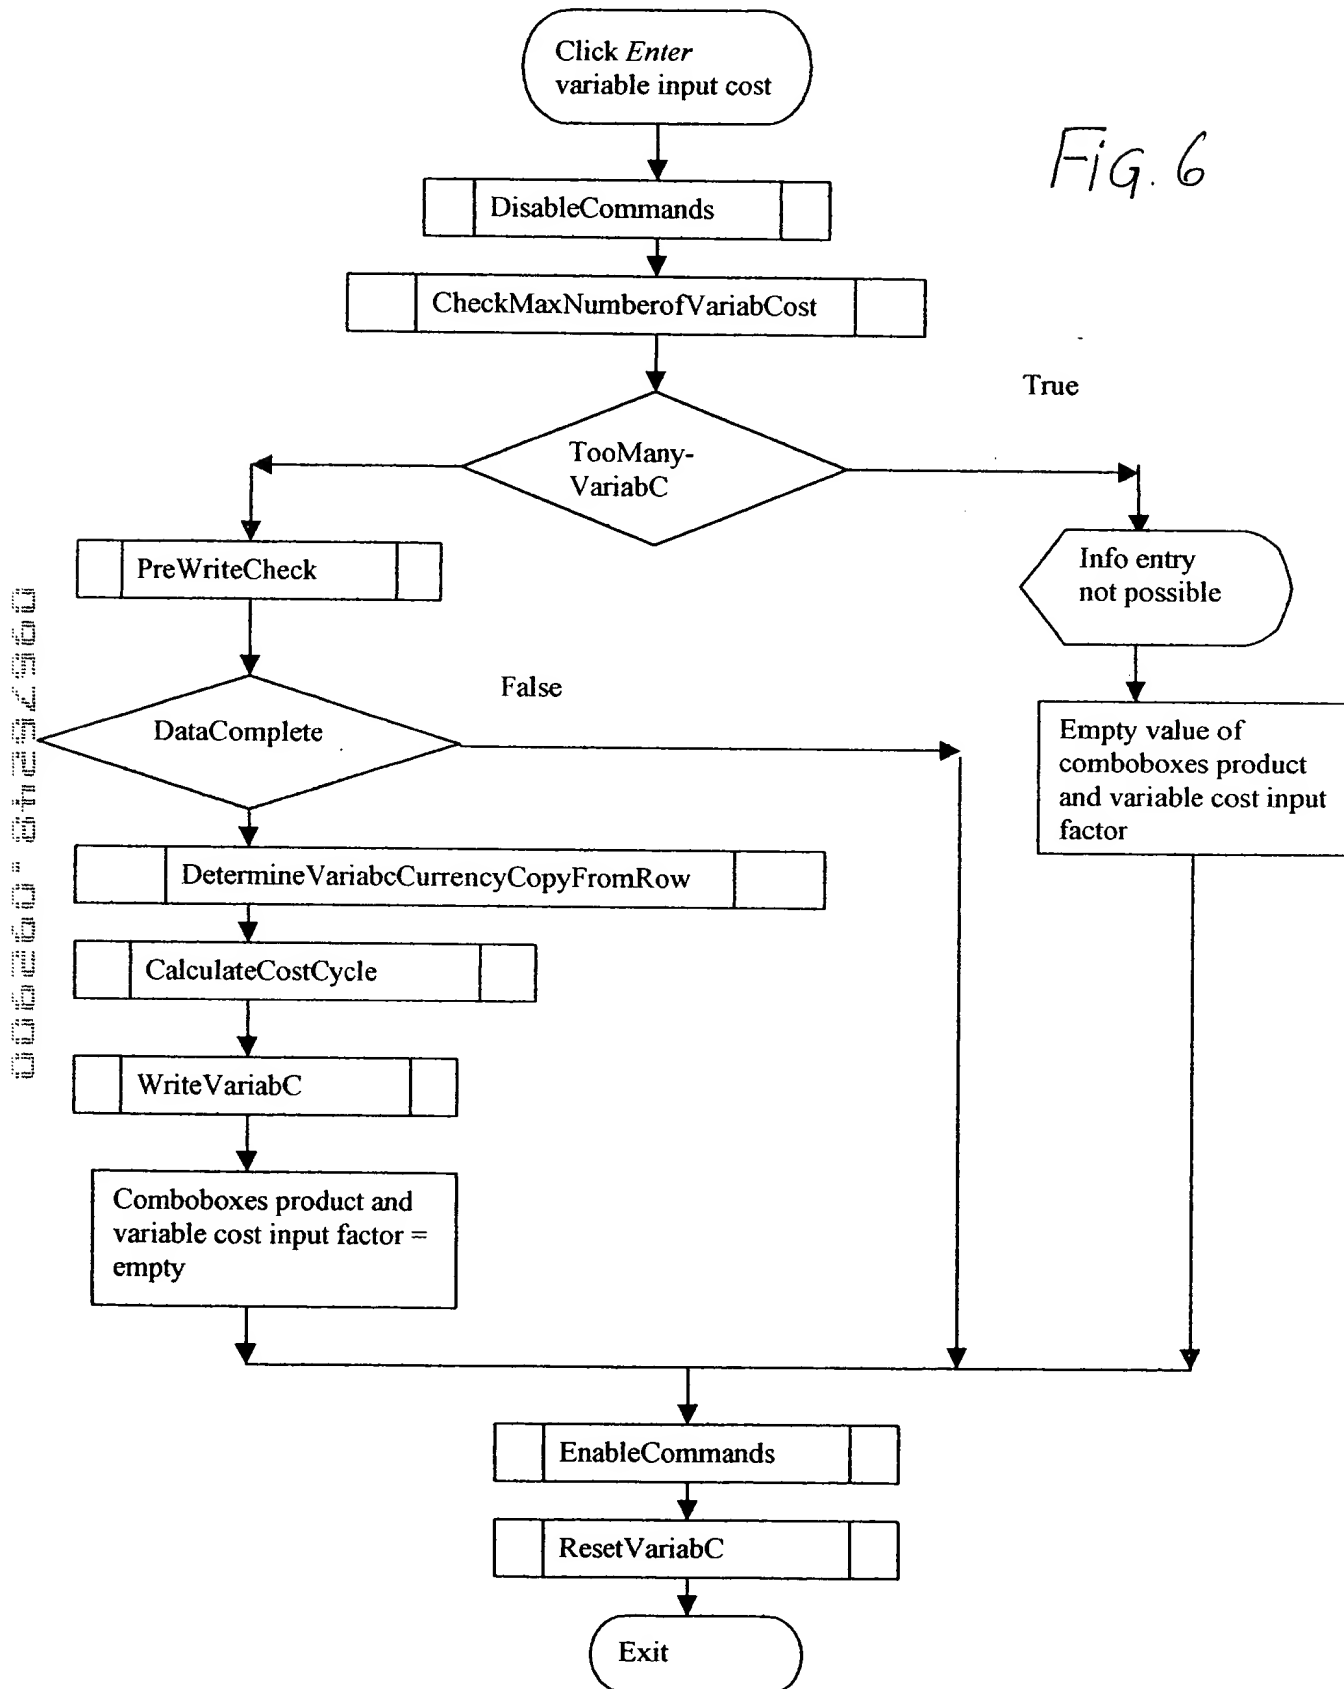 Click Enter
variable input cost
FiG. 6
DisableCommands
CheckMaxNumberofVariabCost
True
TooMany-
VariabC
PreWriteCheck
Info entry
not possible
False
DataComplete
Empty value of
comboboxes product
and variable cost input
factor
DetermineVariabcCurrencyCopyFromRow
CalculateCostCycle
WriteVariabC
Comboboxes product and
variable cost input factor =
empty
EnableCommands
ResetVariabC
Exit